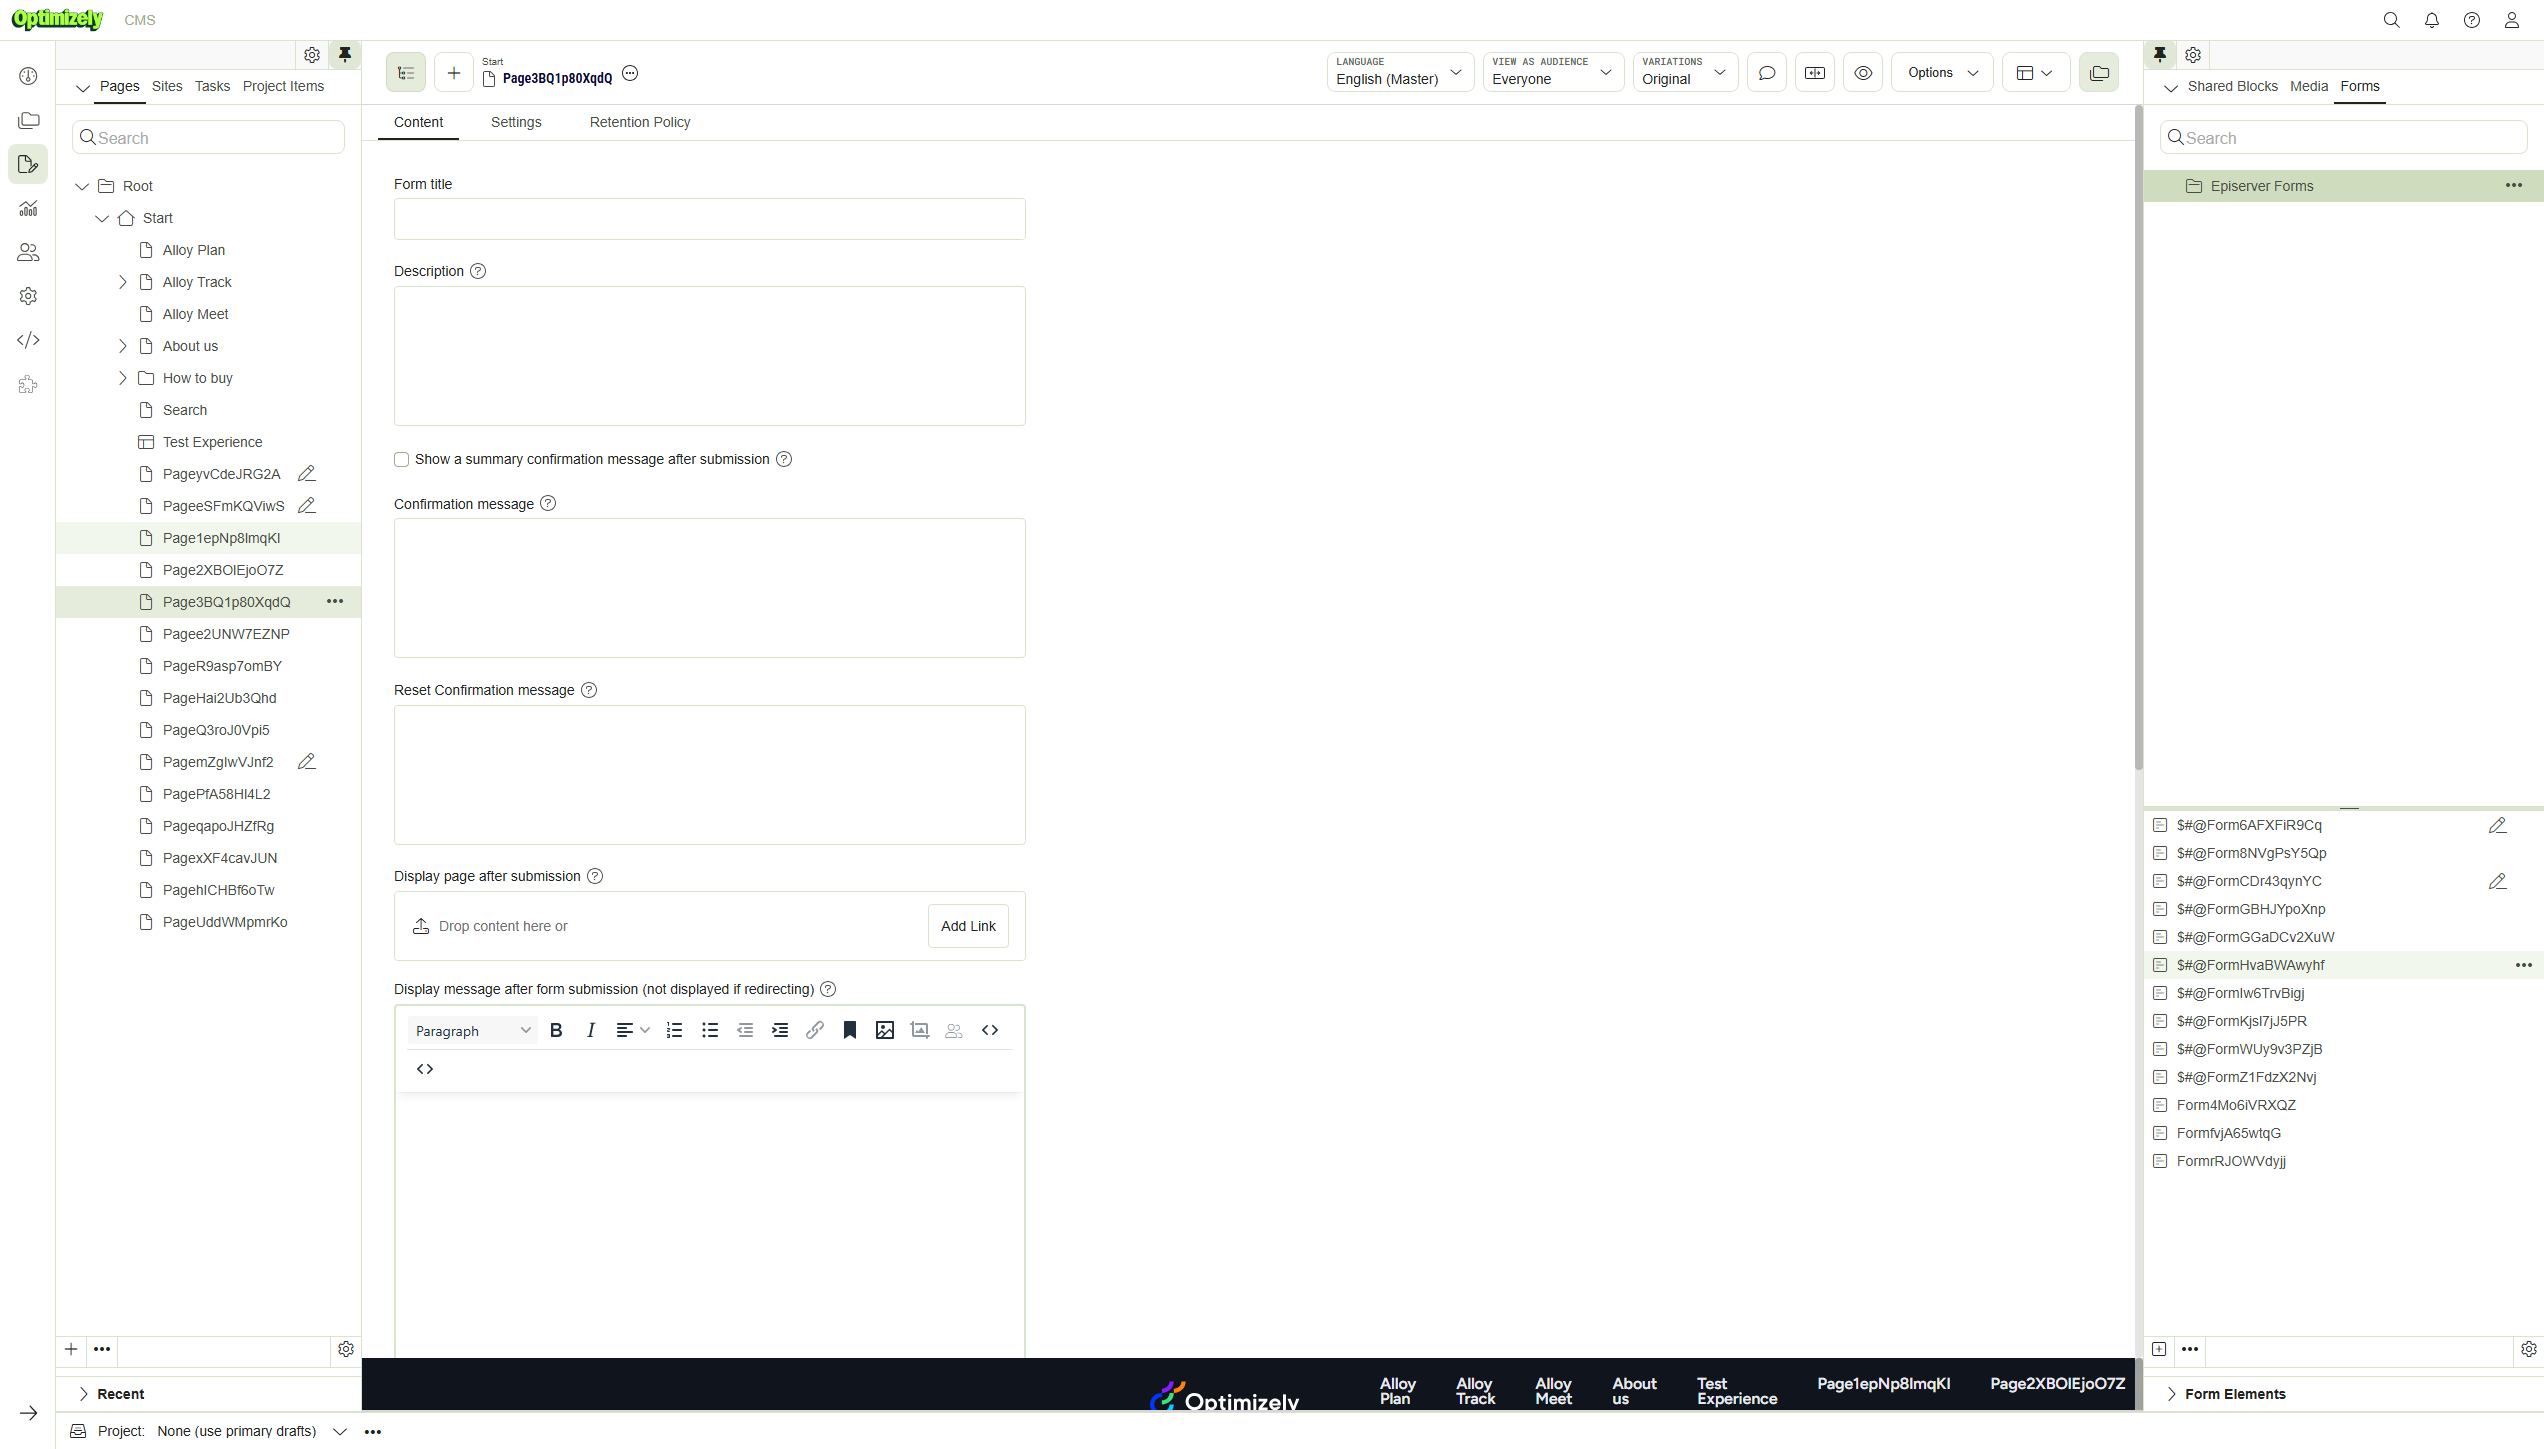 Optimizely CMS
Pages Sites Tasks Project Items
Search
Root
Start
Alloy Plan
Alloy Track
Alloy Meet
About us
How to buy
Search
Test Experience
PageyvCdeJRG2A
PageeSFmKQViwS
Page1epNp8ImqKI
Page2XBOIEjoO7Z
Page3BQ1p80XqdQ
Pagee2UNW7EZNP
PageR9asp7omBY
PageHai2Ub3Qhd
PageQ3roJ0Vpi5
PagemZgIwVJnf2
PagePfA58HI4L2
PageqapoJHZfRg
PagexXF4cavJUN
PagehICHBf6oTw
PageUddWMpmrKo
Recent
Project: None (use primary drafts)
Start
Page3BQ1p80XqdQ
LANGUAGE
English (Master)
VIEW AS AUDIENCE
Everyone
VARIATIONS
Original
Options
Content Settings Retention Policy
Form title
Description
Show a summary confirmation message after submission
Confirmation message
Reset Confirmation message
Display page after submission
Drop content here or Add Link
Display message after form submission (not displayed if redirecting)
Paragraph
Optimizely
Alloy Plan
Alloy Track
Alloy Meet
About us
Test Experience
Page1epNp8ImqKI
Page2XBOIEjoO7Z
Shared Blocks Media Forms
Search
Episerver Forms
$#@Form6AFXFiR9Cq
$#@Form8NVgPsY5Qp
$#@FormCDr43qynYC
$#@FormGBHJYpoXnp
$#@FormGGaDCv2XuW
$#@FormHvaBWAwyhf
$#@FormIw6TrvBigj
$#@FormKjsI7jJ5PR
$#@FormWUy9v3PZjB
$#@FormZ1FdzX2Nvj
Form4Mo6iVRXQZ
FormfvjA65wtqG
FormrRJOWVdyjj
Form Elements